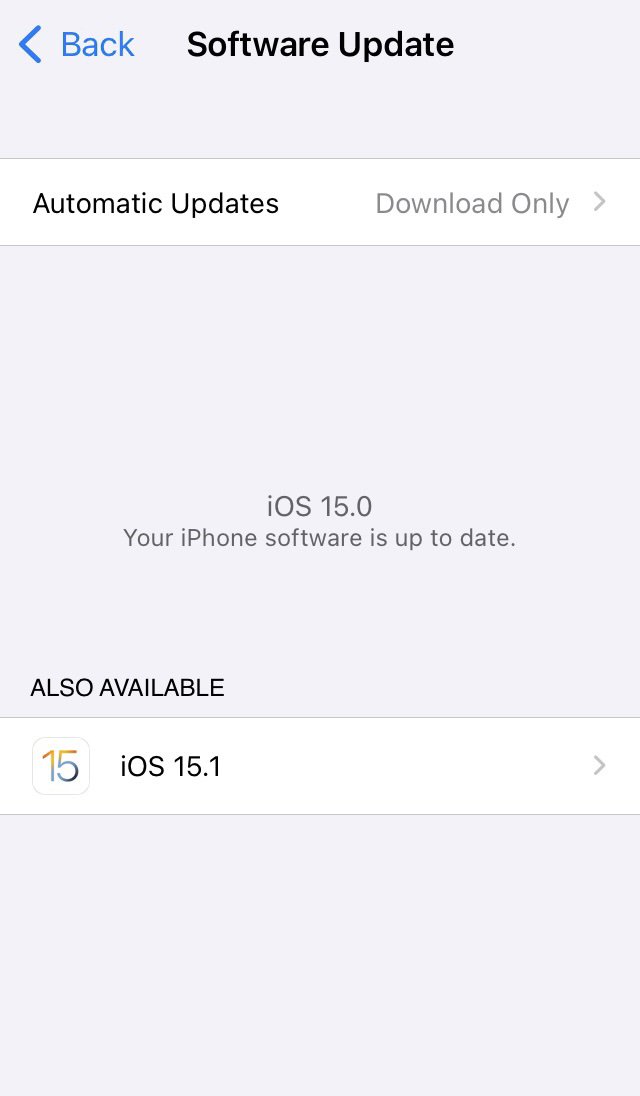 Back Software Update
Automatic Updates Download Only
iOS 15.0
Your iPhone software is up to date.
ALSO AVAILABLE
15 iOS 15.1